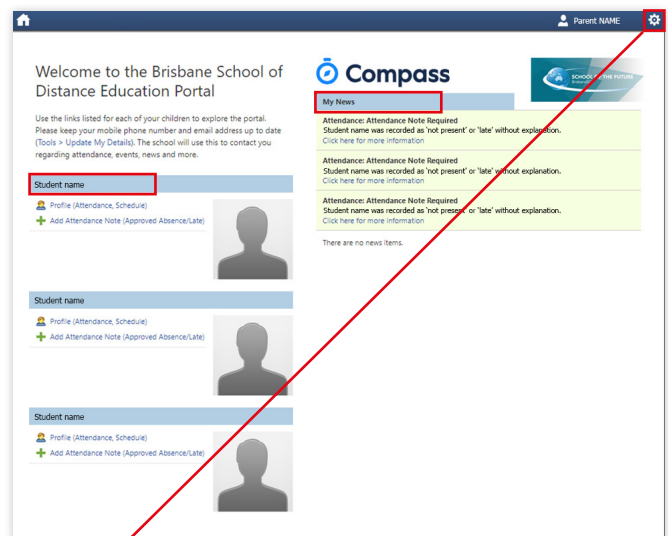 Parent NAME
Welcome to the Brisbane School of
Distance Education Portal
Use the links listed for each of your children to explore the portal.
Please keep your mobile phone number and email address up to date
(Tools > Update My Details). The school will use this to contact you
regarding attendance, events, news and more.
Student name
Profile (Attendance, Schedule)
Add Attendance Note (Approved Absence/Late)
Student name
Profile (Attendance, Schedule)
Add Attendance Note (Approved Absence/Late)
Student name
Profile (Attendance, Schedule)
Add Attendance Note (Approved Absence/Late)
Compass
SCHOOL OF THE FUTURE
My News
Attendance: Attendance Note Required
Student name was recorded as 'not present' or 'late' without explanation.
Click here for more information
Attendance: Attendance Note Required
Student name was recorded as 'not present' or 'late' without explanation.
Click here for more information
Attendance: Attendance Note Required
Student name was recorded as 'not present' or 'late' without explanation.
Click here for more information
There are no news items.